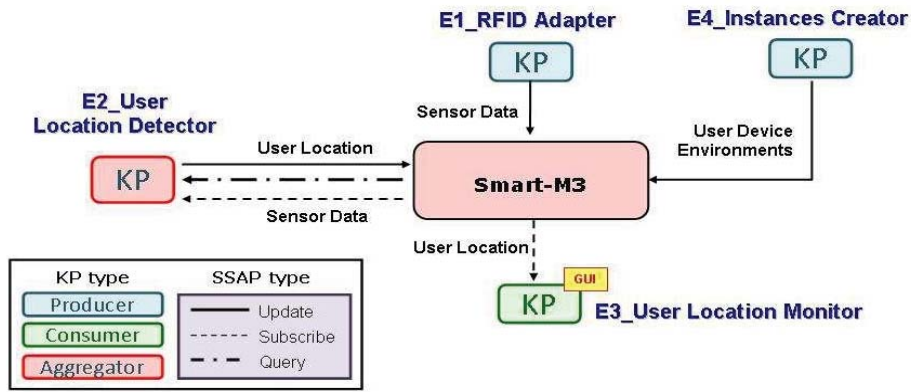 E1_RFID Adapter
E4_Instances Creator
KP
KP
E2_User
Location Detector
Sensor Data
User Device
Environments
User Location
KP
Smart-M3
Sensor Data
User Location
GUI
KP
E3_User Location Monitor
KP type
SSAP type
Producer
Update
Consumer
Subscribe
Aggregator
Query